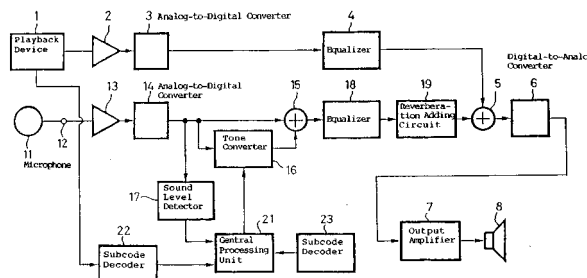 1
2
3 Analog-to-Digital Converter
4
Playback
Device
Equalizer
Digital-to-Analo
Converter
13
14 Analog-to-Digital
Converter
15
18
19
5
6
Equalizer
Reverbera-
tion Adding
Circuit
12
11
Microphone
Tone
Converter
16
17
Sound
Level
Detector
7
8
22
21
23
Output
Amplifier
Subcode
Decoder
Central
Processing
Unit
Subcode
Decoder